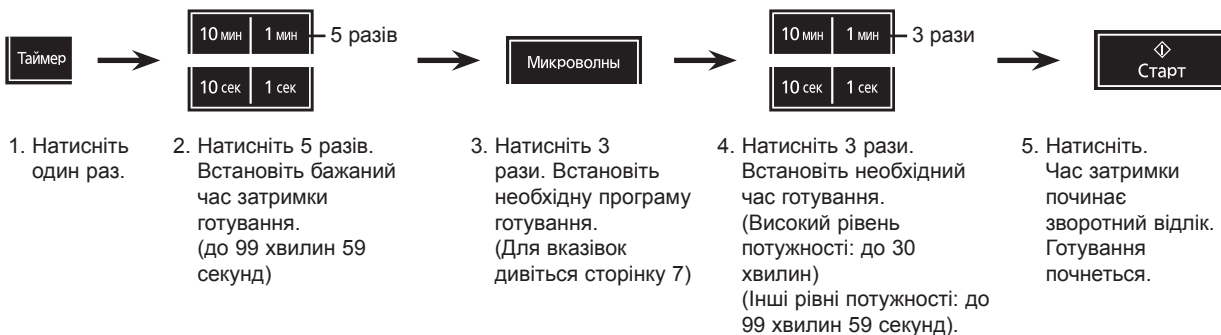 Таймер
10 мин 1 мин 5 разів
10 сек 1 сек
Микроволны
10 мин 1 мин 3 рази
10 сек 1 сек
Старт
1. Натисніть
один раз.
2. Натисніть 5 разів.
Встановіть бажаний
час затримки
готування.
(до 99 хвилин 59
секунд)
3. Натисніть 3
рази. Встановіть
необхідну програму
готування.
(Для вказівок
дивіться сторінку 7)
4. Натисніть 3 рази.
Встановіть необхідний
час готування.
(Високий рівень
потужності: до 30
хвилин)
(Інші рівні потужності: до
99 хвилин 59 секунд).
5. Натисніть.
Час затримки
починає
зворотний відлік.
Готування
почнеться.